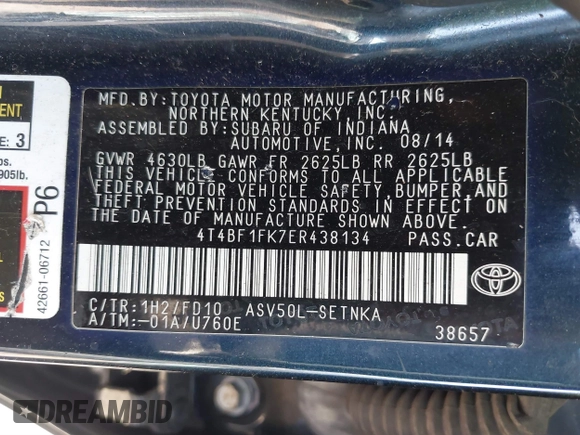 MFD.BY:TOYOTA MOTOR MANUFACTURING,
NORTHERN KENTUCKY,INC.
ASSEMBLED BY:SUBARU OF INDIANA
AUTOMOTIVE,INC. 08/14
GVWR 4630LB GAWR FR 2625LB RR 2625LB
THIS VEHICLE CONFORMS TO ALL APPLICABLE
FEDERAL MOTOR VEHICLE SAFETY,BUMPER,AND
THEFT PREVENTION STANDARDS IN EFFECT ON
THE DATE OF MANUFACTURE SHOWN ABOVE.
4T4BF1FK7ER438134 PASS.CAR
C/TR:1H2/FD10 ASV50L-SETNKA
A/TM:-01A/U760E
38657
TOYOTA
E: 3
905lb.
P6
42661-06712
DREAMBID